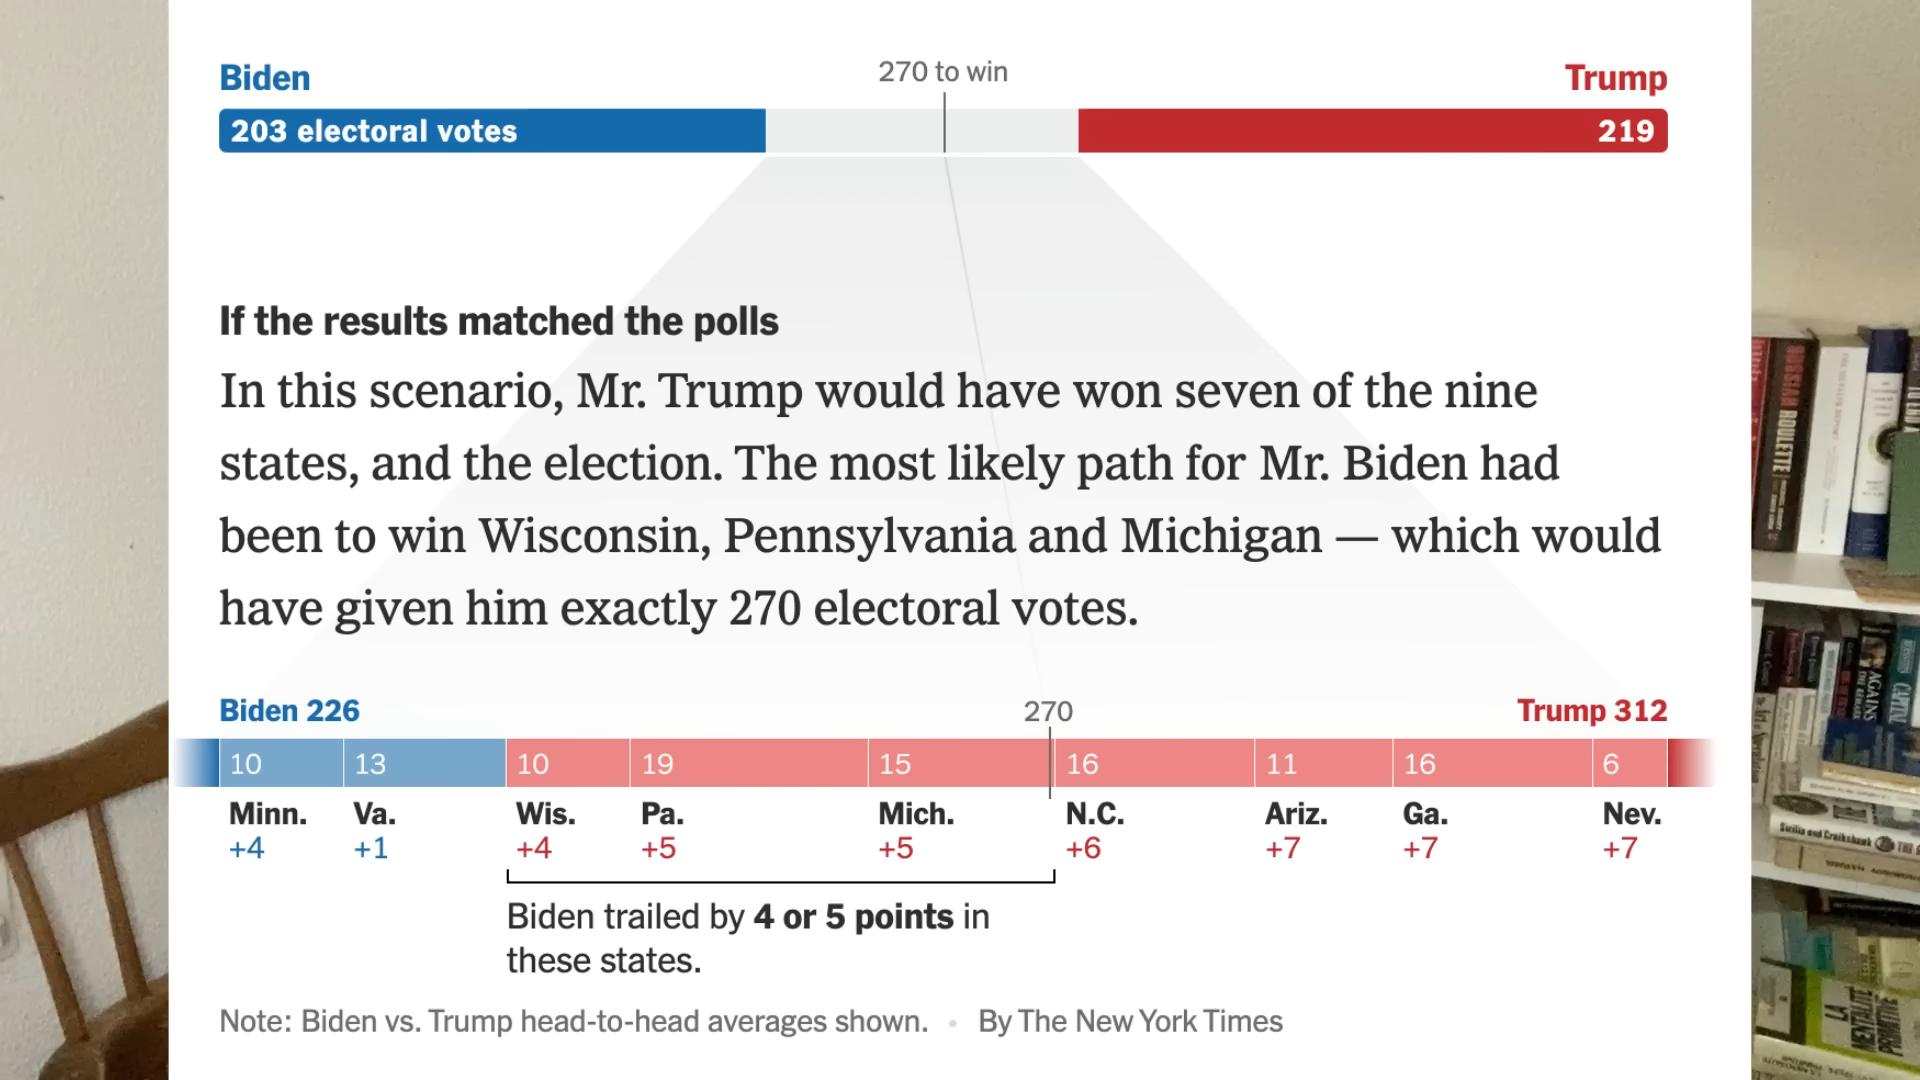 Biden
270 to win
Trump
203 electoral votes
219
If the results matched the polls
In this scenario, Mr. Trump would have won seven of the nine
states, and the election. The most likely path for Mr. Biden had
been to win Wisconsin, Pennsylvania and Michigan — which would
have given him exactly 270 electoral votes.
Biden 226
270
Trump 312
10 13 10 19 15 16 11 16 6
Minn. Va. Wis. Pa. Mich. N.C. Ariz. Ga. Nev.
+4 +1 +4 +5 +5 +6 +7 +7 +7
Biden trailed by 4 or 5 points in
these states.
Note: Biden vs. Trump head-to-head averages shown. • By The New York Times
RUSSIAN ROULETTE
AGAINS
LA
MENTALITÉ
PRIMITIVE